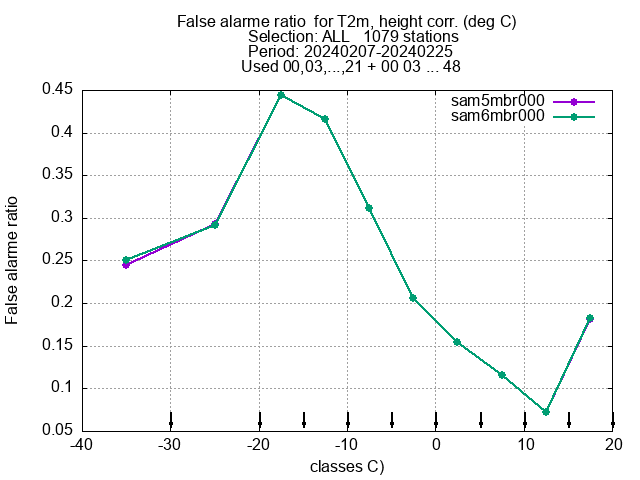 False alarme ratio  for T2m, height corr. (deg C)
Selection: ALL   1079 stations
Period: 20240207-20240225
Used 00,03,...,21 + 00 03 ... 48
sam5mbr000
sam6mbr000
False alarme ratio
0.45
0.4
0.35
0.3
0.25
0.2
0.15
0.1
0.05
-40 -30 -20 -10 0 10 20
classes C)